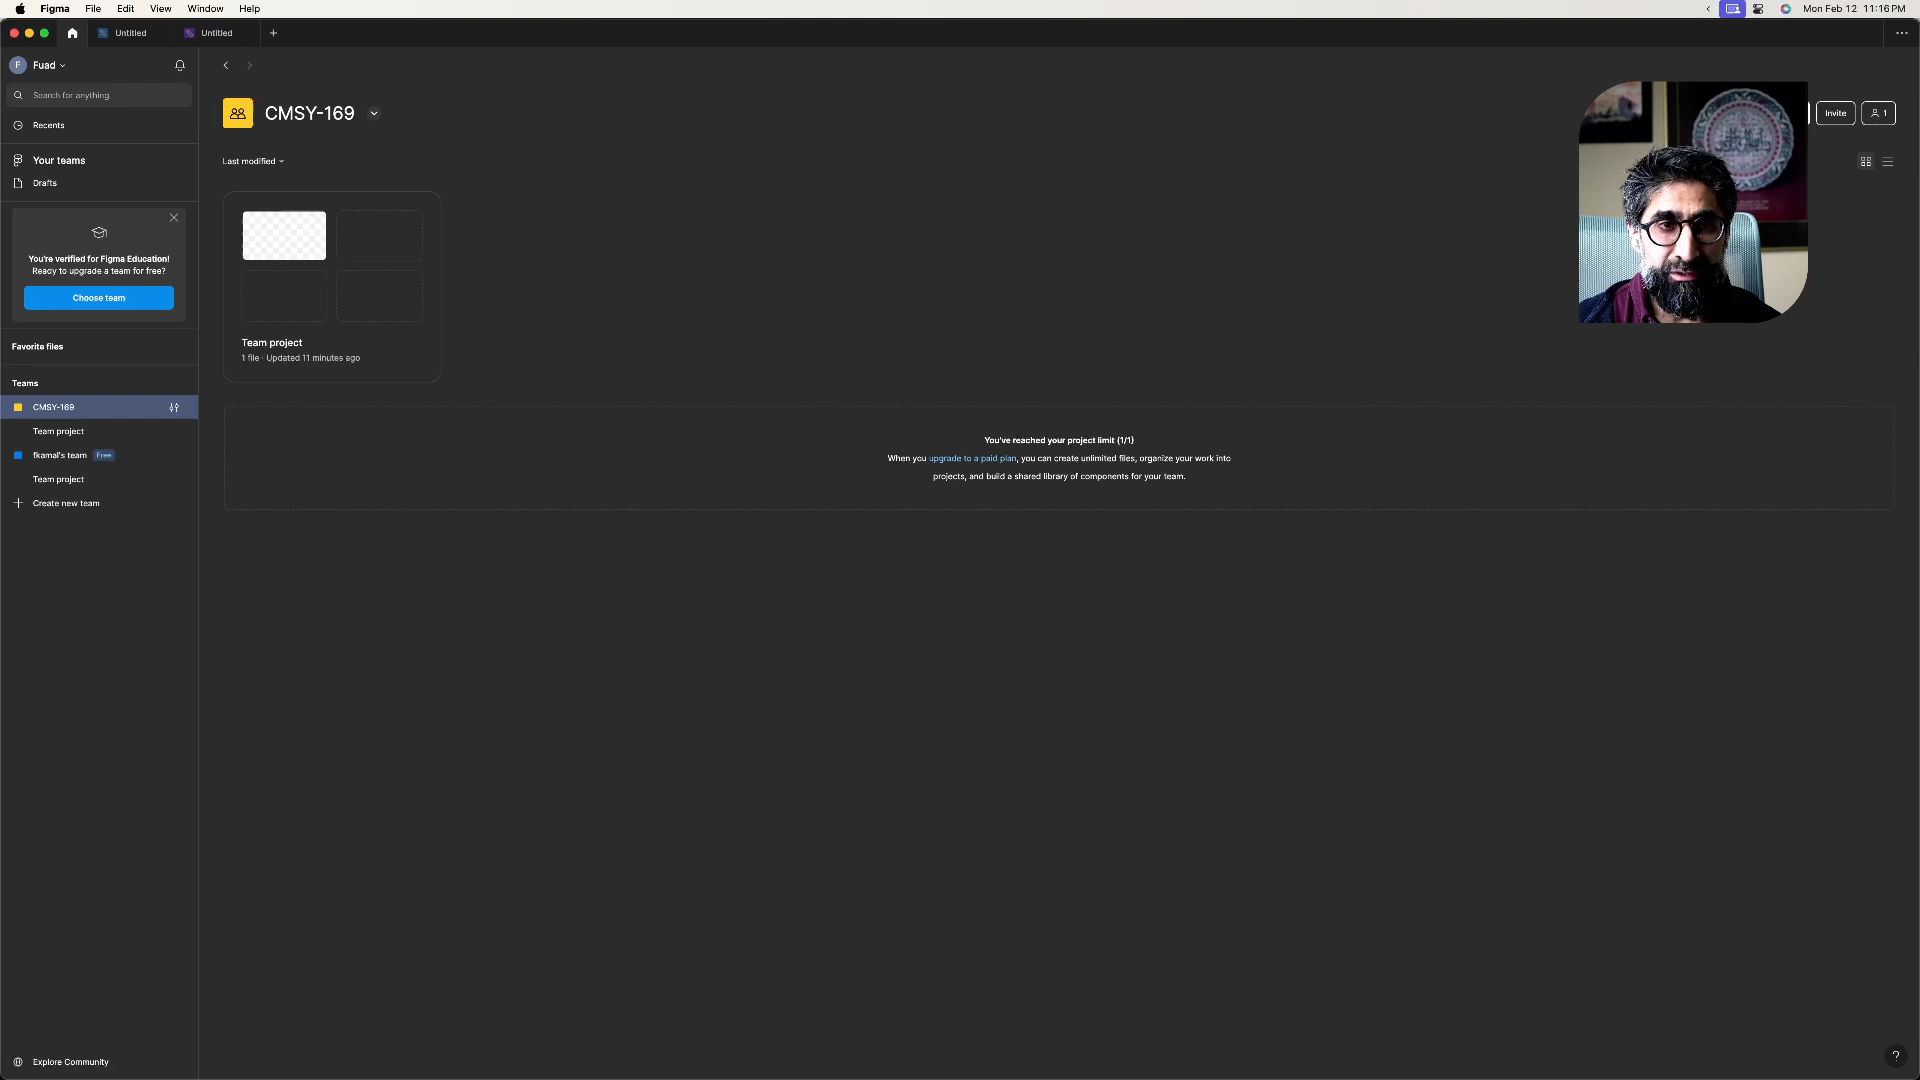 Figma File Edit View Window Help
Mon Feb 12 11:16 PM
Untitled
Untitled
F Fuad
Search for anything
Recents
Your teams
Drafts
You're verified for Figma Education!
Ready to upgrade a team for free?
Choose team
Favorite files
Teams
CMSY-169
Team project
fkamal's team Free
Team project
Create new team
Explore Community
CMSY-169
Invite
1
Last modified
Team project
1 file · Updated 11 minutes ago
You've reached your project limit (1/1)
When you upgrade to a paid plan, you can create unlimited files, organize your work into
projects, and build a shared library of components for your team.
?